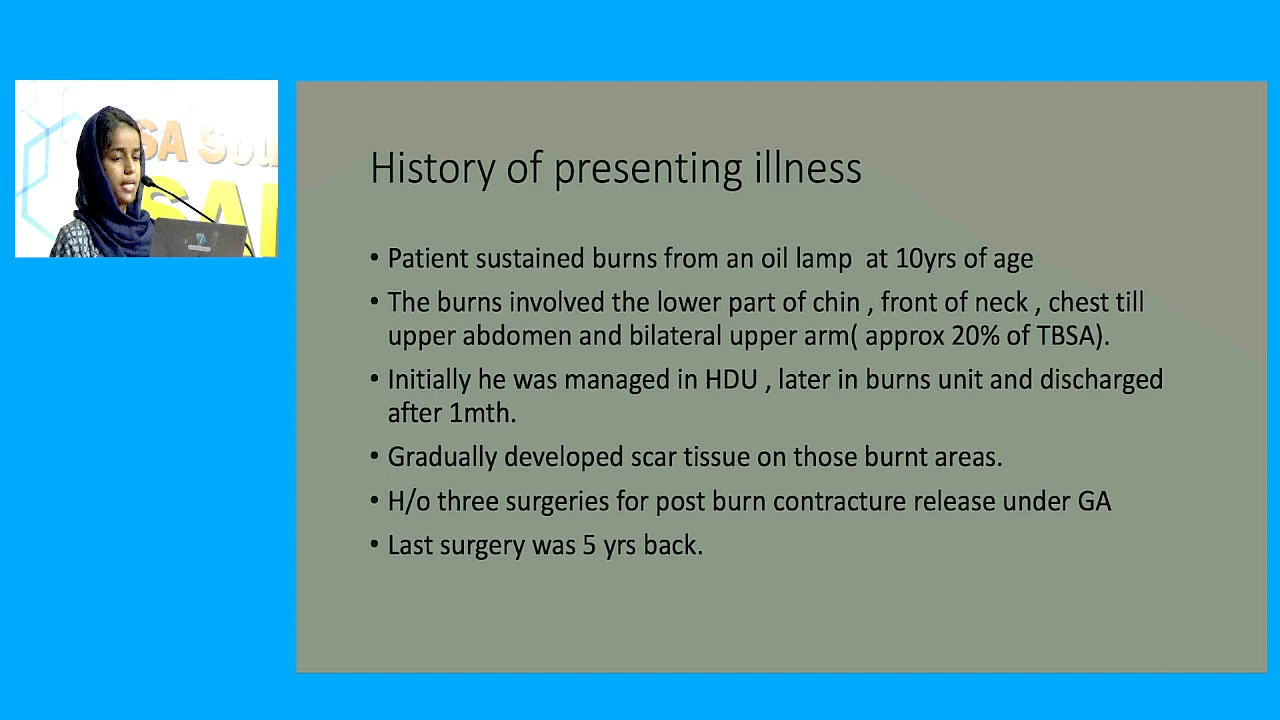 SA Sou
SA
History of presenting illness
• Patient sustained burns from an oil lamp at 10yrs of age
• The burns involved the lower part of chin , front of neck , chest till
upper abdomen and bilateral upper arm( approx 20% of TBSA).
• Initially he was managed in HDU , later in burns unit and discharged
after 1mth.
• Gradually developed scar tissue on those burnt areas.
• H/o three surgeries for post burn contracture release under GA
• Last surgery was 5 yrs back.